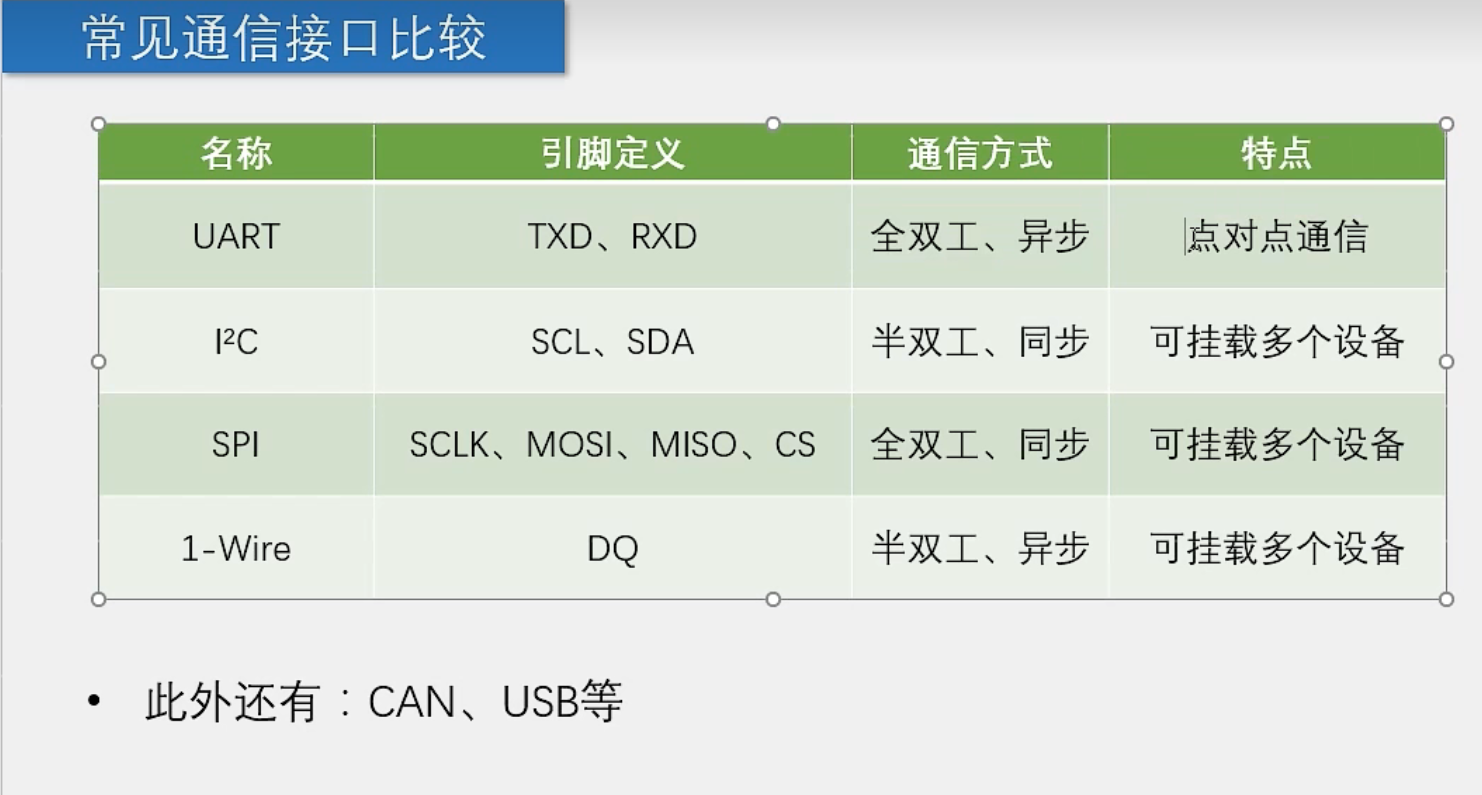 常见通信接口比较
名称 引脚定义 通信方式 特点
UART TXD、RXD 全双工、异步 点对点通信
I²C SCL、SDA 半双工、同步 可挂载多个设备
SPI SCLK、MOSI、MISO、CS 全双工、同步 可挂载多个设备
1-Wire DQ 半双工、异步 可挂载多个设备
• 此外还有：CAN、USB等